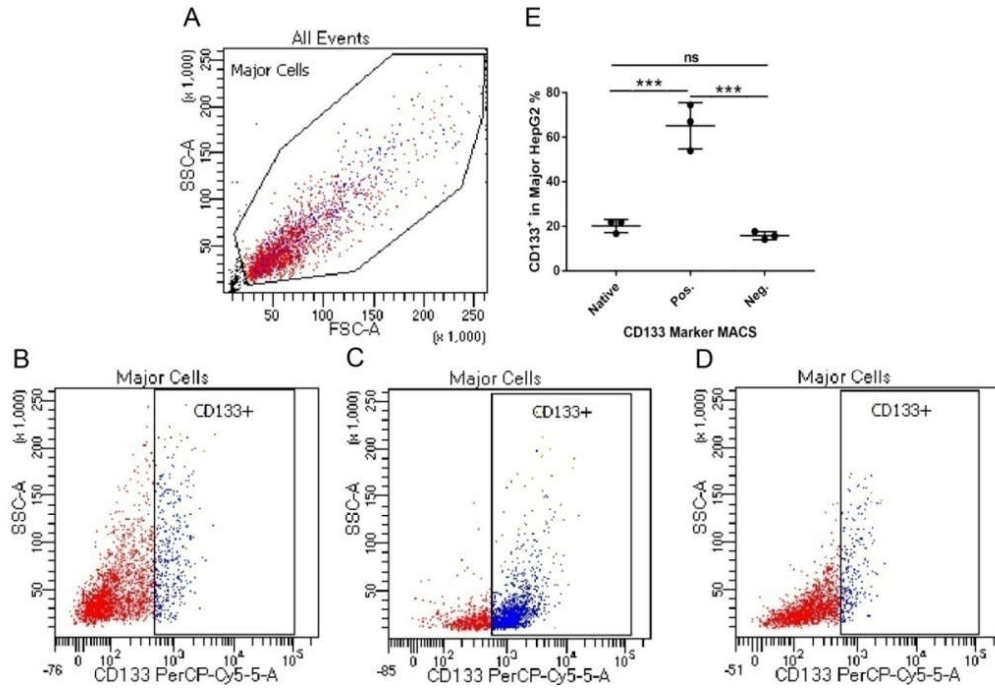 A
All Events
Major Cells
(x 1,000)
SSC-A
250
200
150
100
50
50 100 150 200 250
FSC-A
(x 1,000)
E
ns
*** ***
CD133+ in Major HepG2 %
80
60
40
20
0
Native Pos. Neg.
CD133 Marker MACS
B
Major Cells
CD133+
(x 1,000)
SSC-A
250
200
150
100
50
-76 0 10² 10³ 10⁴ 10⁵
CD133 PerCP-Cy5-5-A
C
Major Cells
CD133+
(x 1,000)
SSC-A
250
200
150
100
50
-85 0 10² 10³ 10⁴ 10⁵
CD133 PerCP-Cy5-5-A
D
Major Cells
CD133+
(x 1,000)
SSC-A
250
200
150
100
50
-51 0 10² 10³ 10⁴ 10⁵
CD133 PerCP-Cy5-5-A